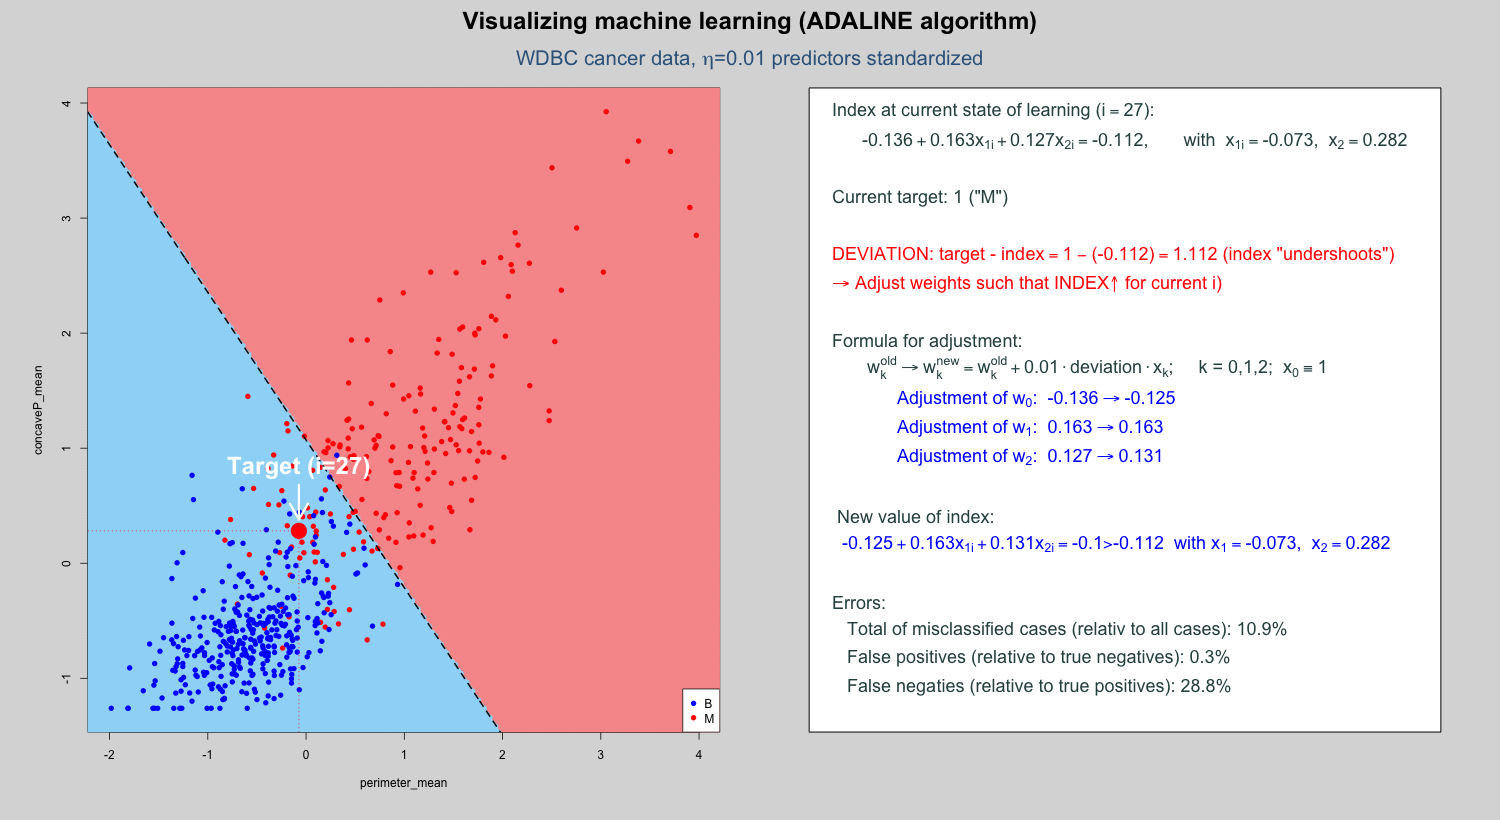 Visualizing machine learning (ADALINE algorithm)
WDBC cancer data, η=0.01 predictors standardized
concaveP_mean
4
3
2
1
0
-1
Target (i=27)
B
M
-2 -1 0 1 2 3 4
perimeter_mean
Index at current state of learning (i = 27):
-0.136 + 0.163x1i + 0.127x2i = -0.112, with x1i = -0.073, x2 = 0.282
Current target: 1 ("M")
DEVIATION: target - index = 1 − (-0.112) = 1.112 (index "undershoots")
→ Adjust weights such that INDEX↑ for current i)
Formula for adjustment:
w_k^old → w_k^new = w_k^old + 0.01 · deviation · x_k; k = 0,1,2; x0 ≡ 1
Adjustment of w0: -0.136 → -0.125
Adjustment of w1: 0.163 → 0.163
Adjustment of w2: 0.127 → 0.131
New value of index:
-0.125 + 0.163x1i + 0.131x2i = -0.1>-0.112 with x1 = -0.073, x2 = 0.282
Errors:
Total of misclassified cases (relativ to all cases): 10.9%
False positives (relative to true negatives): 0.3%
False negaties (relative to true positives): 28.8%